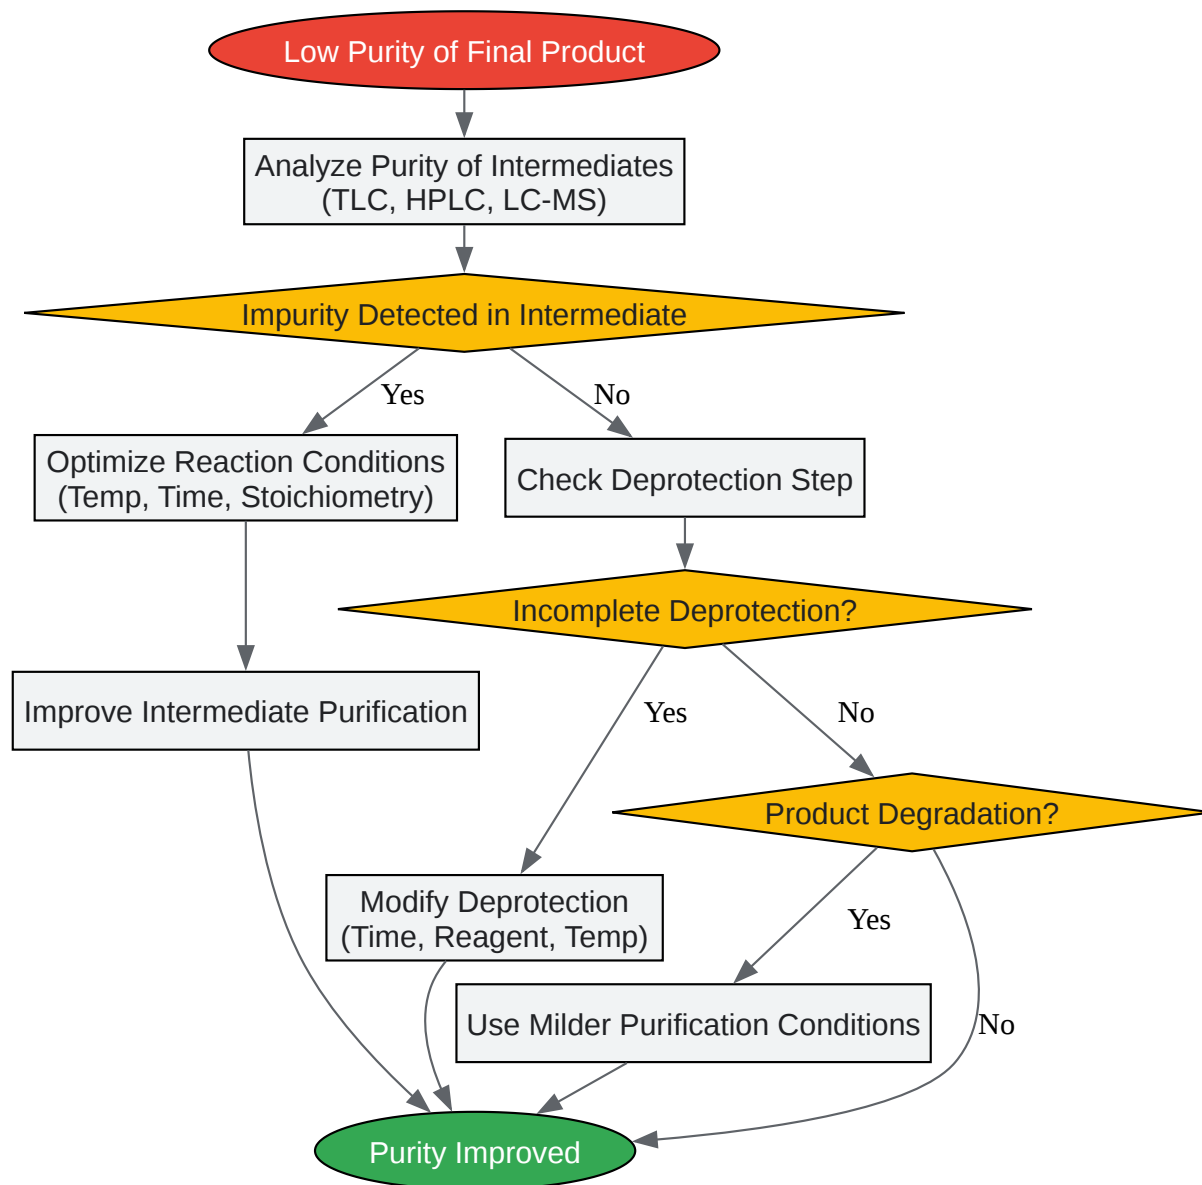 Low Purity of Final Product
Analyze Purity of Intermediates
(TLC, HPLC, LC-MS)
Impurity Detected in Intermediate
Yes
No
Optimize Reaction Conditions
(Temp, Time, Stoichiometry)
Check Deprotection Step
Incomplete Deprotection?
Improve Intermediate Purification
Yes
No
Product Degradation?
Modify Deprotection
(Time, Reagent, Temp)
Yes
Use Milder Purification Conditions
No
Purity Improved